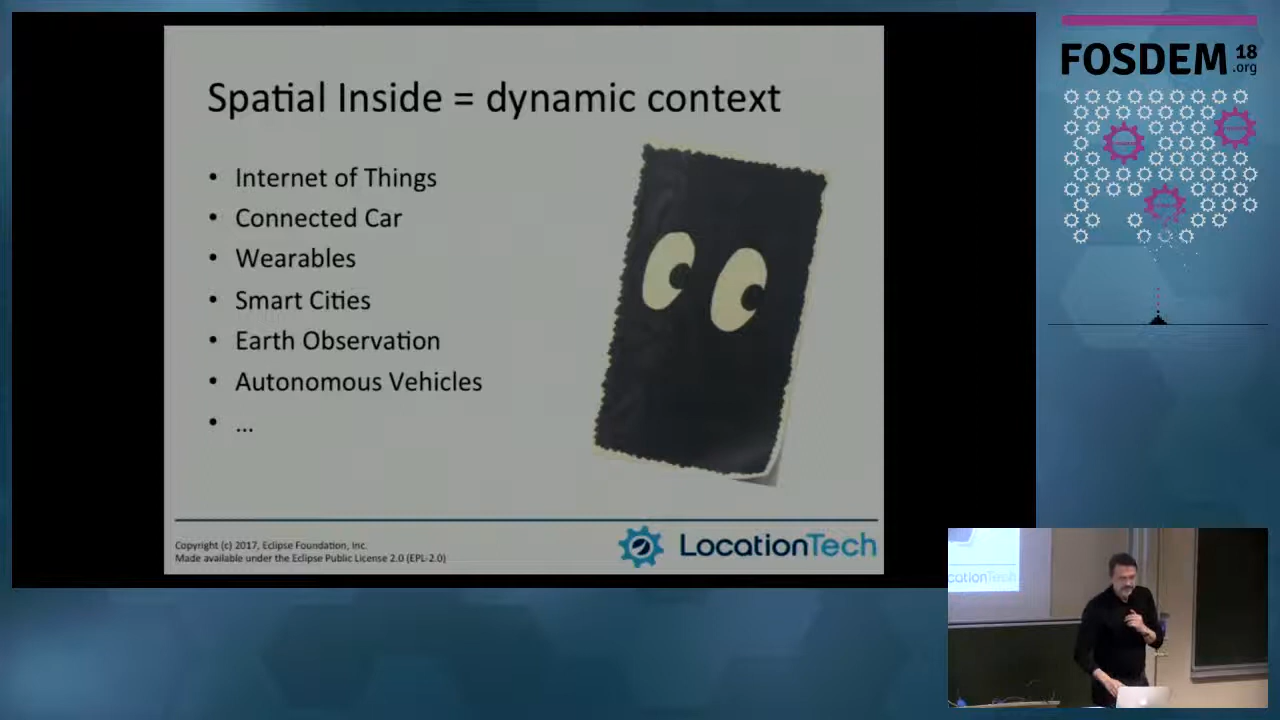 Spatial Inside = dynamic context
• Internet of Things
• Connected Car
• Wearables
• Smart Cities
• Earth Observation
• Autonomous Vehicles
• ...
Copyright (c) 2017, Eclipse Foundation, Inc.
Made available under the Eclipse Public License 2.0 (EPL-2.0)
LocationTech
FOSDEM 18
.org
cationTech